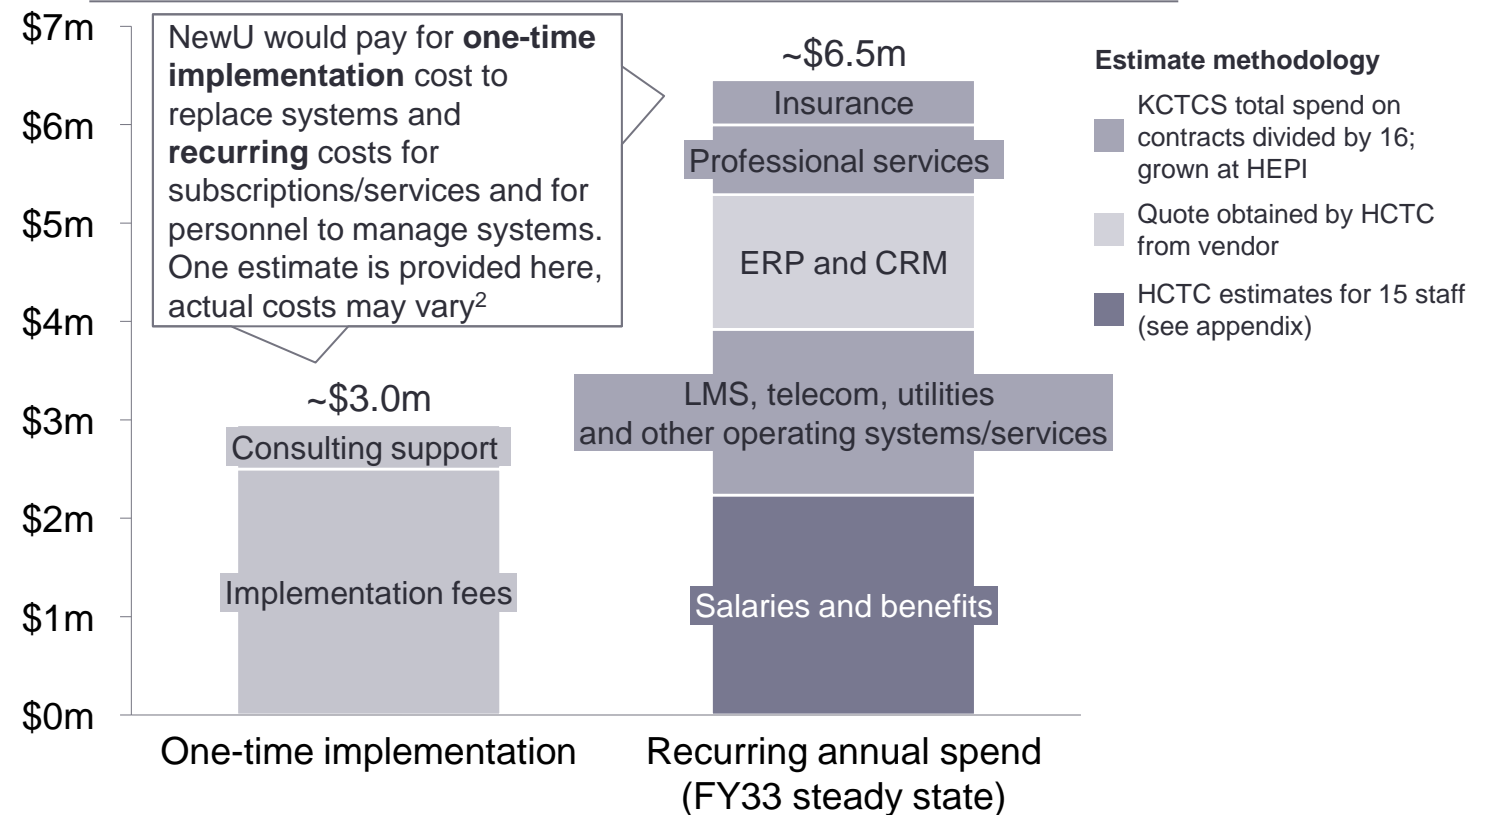 $7m
$6m
$5m
$4m
$3m
$2m
$1m
$0m
NewU would pay for one-time
implementation cost to
replace systems and
recurring costs for
subscriptions/services and for
personnel to manage systems.
One estimate is provided here,
actual costs may vary²
~$3.0m
Consulting support
Implementation fees
One-time implementation
~$6.5m
Insurance
Professional services
ERP and CRM
LMS, telecom, utilities
and other operating systems/services
Salaries and benefits
Recurring annual spend
(FY33 steady state)
Estimate methodology
KCTCS total spend on
contracts divided by 16;
grown at HEPI
Quote obtained by HCTC
from vendor
HCTC estimates for 15 staff
(see appendix)